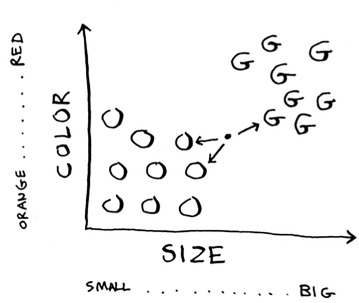 RED
ORANGE
COLOR
G G G
G
G G
G G
O
O O
O O O
O O O
SIZE
SMALL . . . . . . . . . . . . BIG